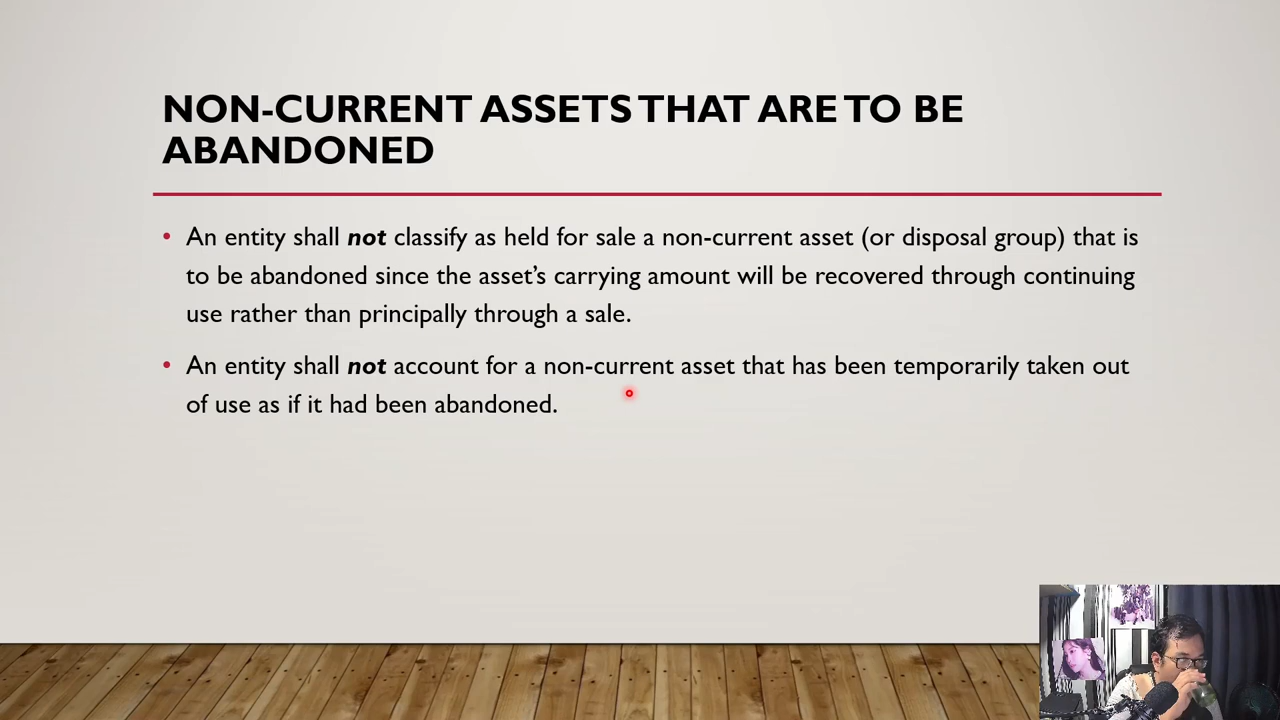 NON-CURRENT ASSETS THAT ARE TO BE
ABANDONED
• An entity shall not classify as held for sale a non-current asset (or disposal group) that is
to be abandoned since the asset’s carrying amount will be recovered through continuing
use rather than principally through a sale.
• An entity shall not account for a non-current asset that has been temporarily taken out
of use as if it had been abandoned.